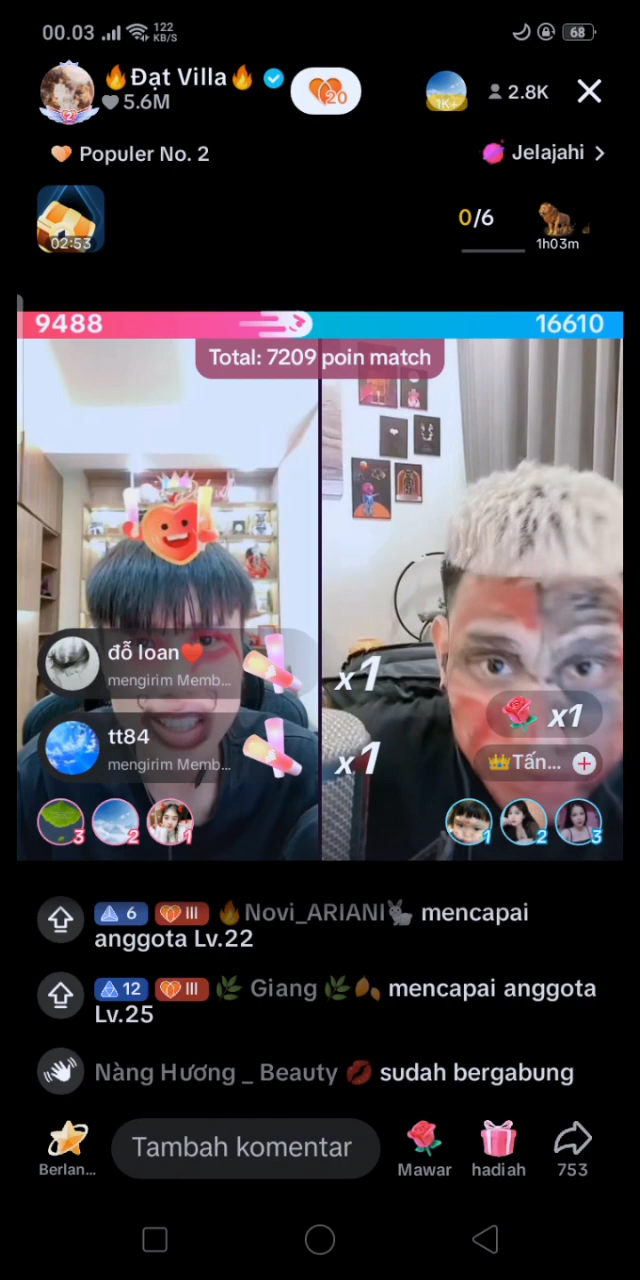 00.03
122
KB/S
68
🔥Đạt Villa🔥
5.6M
20
1K+
2.8K
2
Populer No. 2
Jelajahi
02:53
0/6
1h03m
9488
16610
Total: 7209 poin match
đỗ loan♥️
mengirim Memb...
x1
x1
tt84
mengirim Memb...
x1
👑Tấn...
3
2
1
1
2
3
6
III
🔥Novi_ARIANI🐇 mencapai
anggota Lv.22
12
III
🌿 Giang 🌿🍂 mencapai anggota
Lv.25
Nàng Hương _ Beauty 💋 sudah bergabung
Berlan...
Tambah komentar
Mawar
hadiah
753